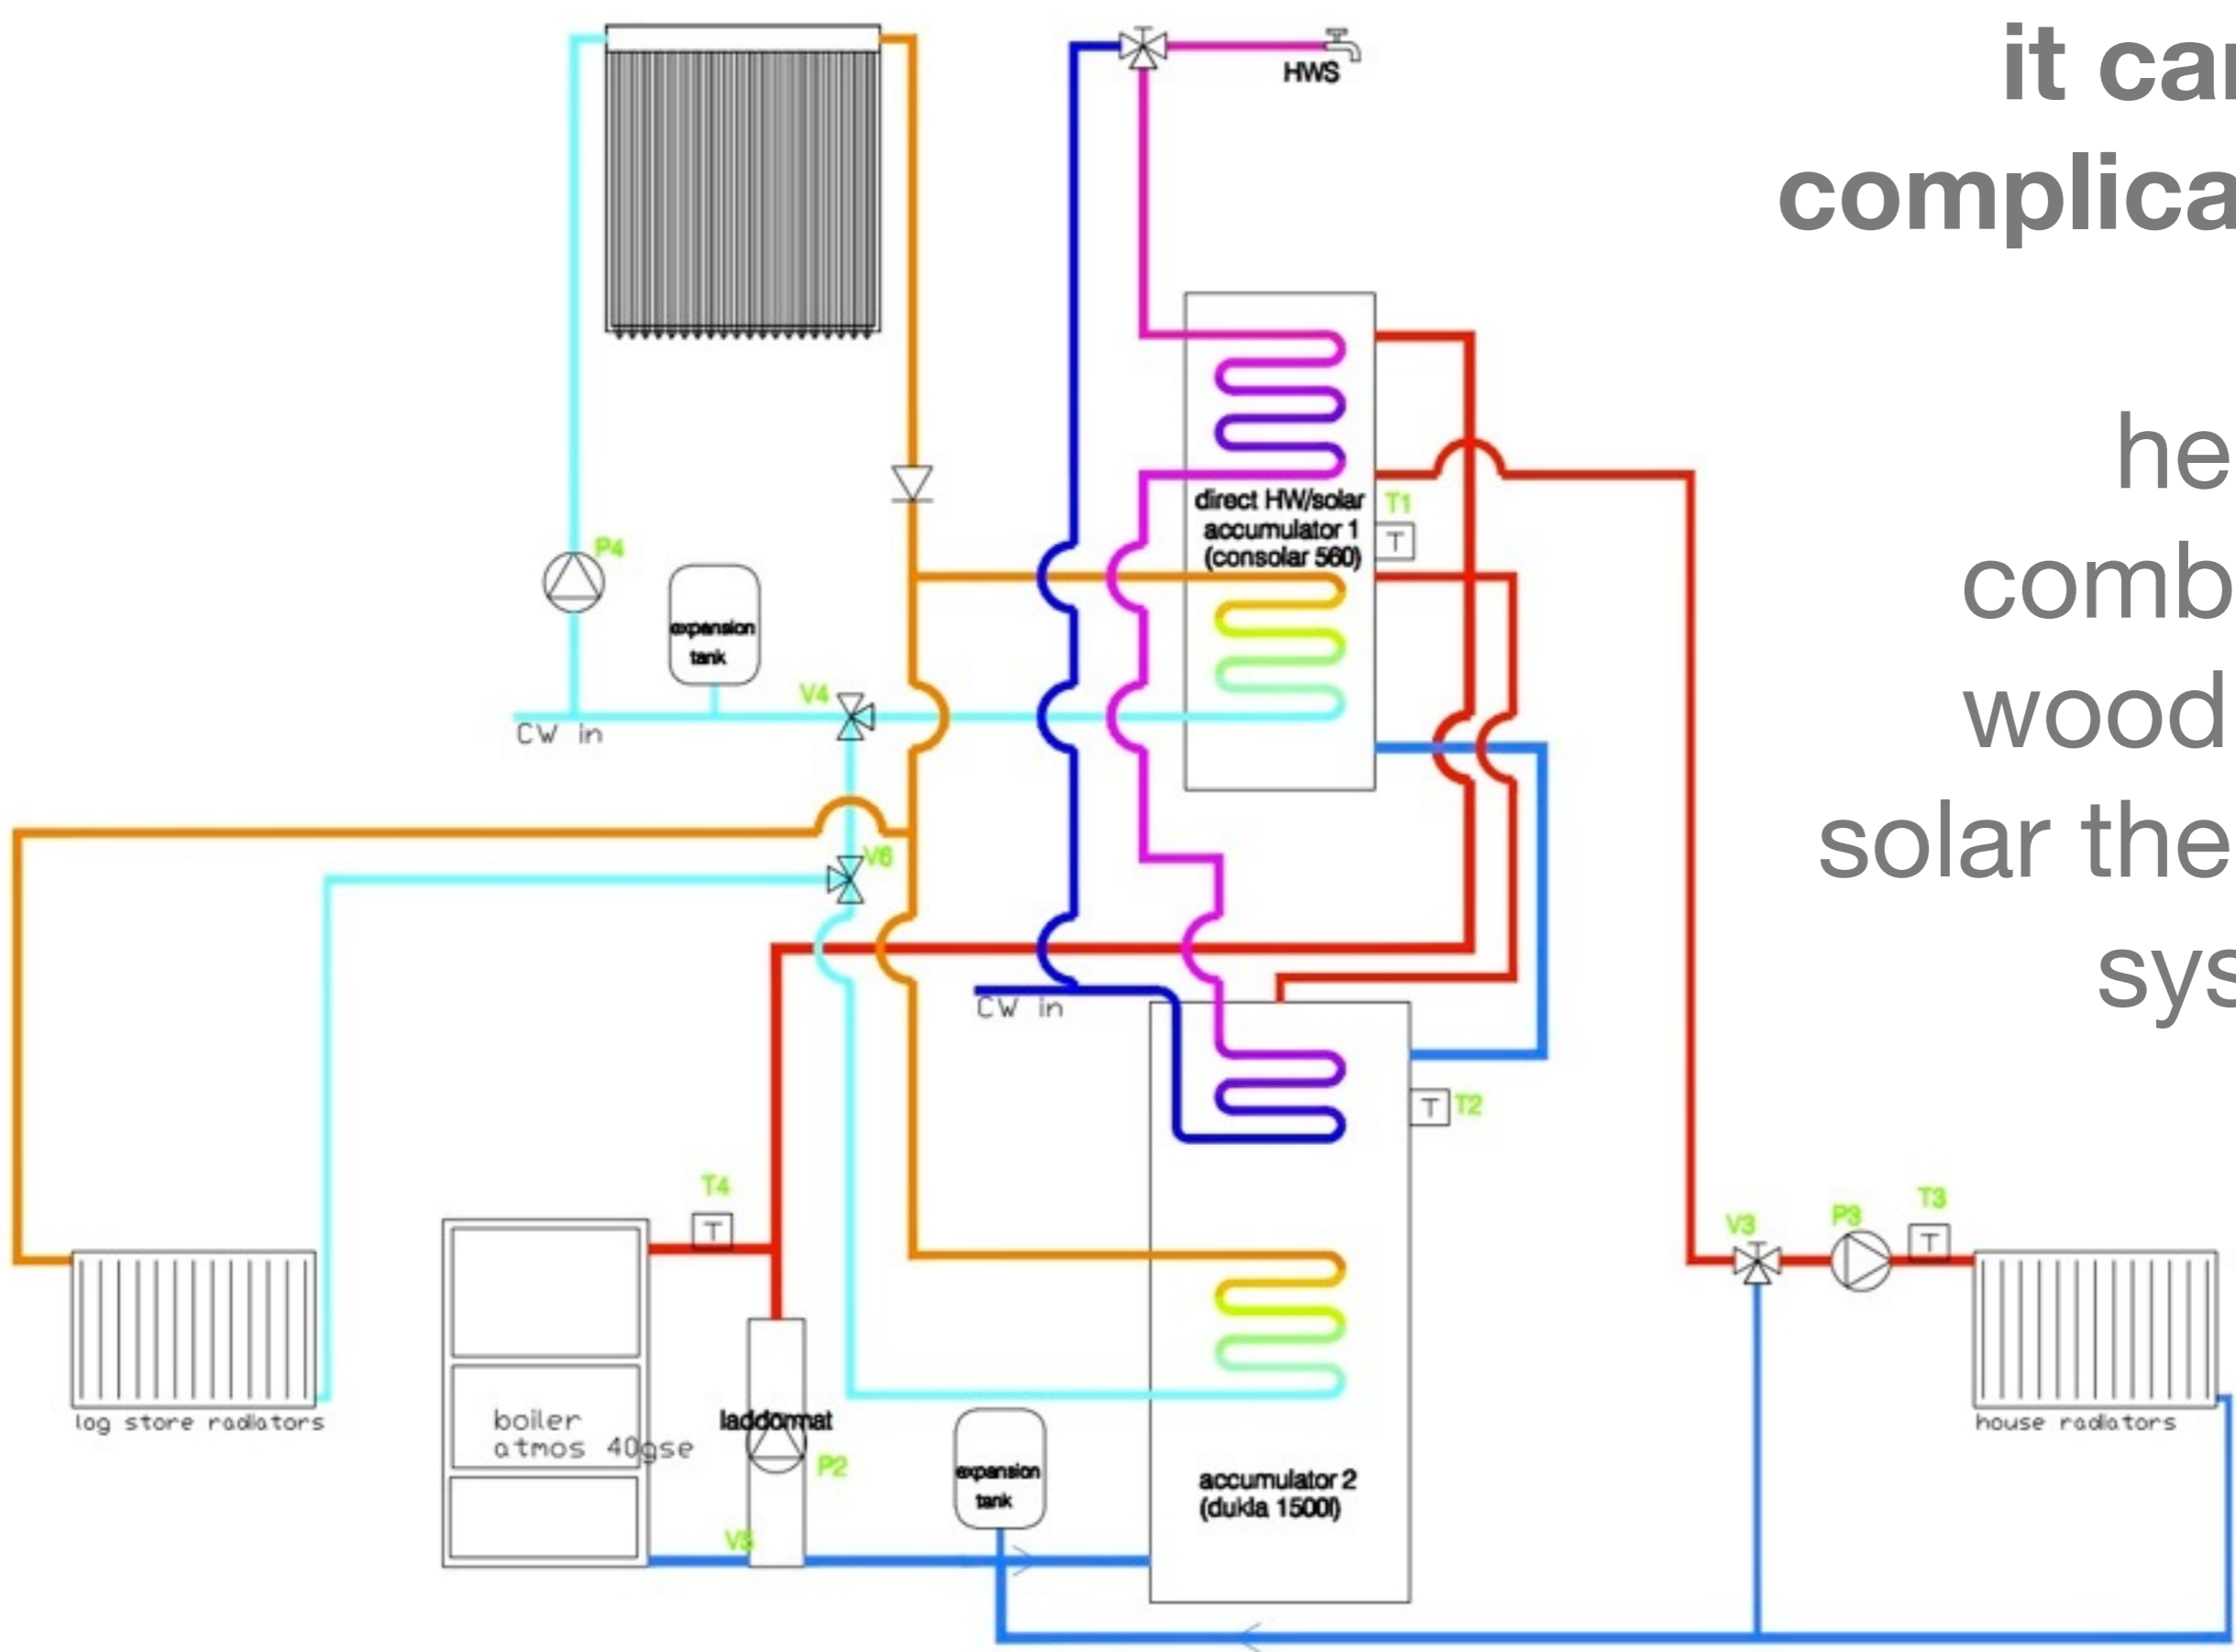 it can
complica
he
comb
wood
solar the
sys
HWS
direct HW/solar
accumulator 1
(consolar 560)
T1
T
P4
expansion
tank
V4
CW in
V6
CW in
T
T2
T4
T
boiler
atmos 40gse
laddormat
P2
V5
expansion
tank
accumulator 2
(dukla 1500l)
log store radiators
V3
P3
T3
T
house radiators